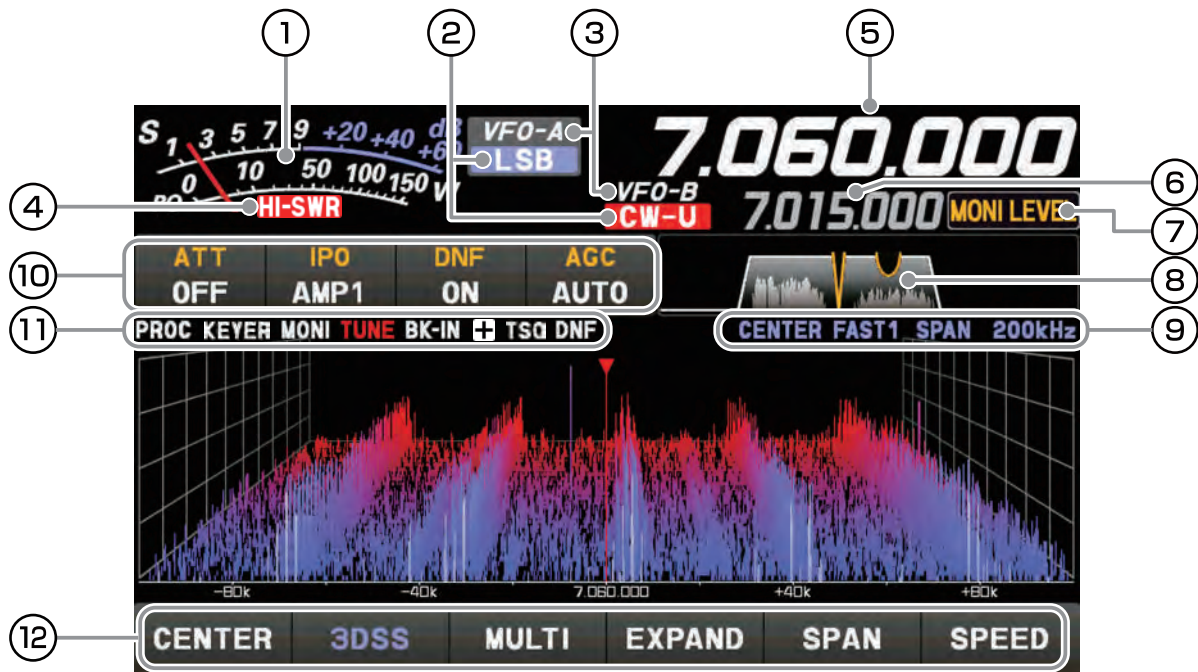 1 2 3 5
S 1 3 5 7 9 +20 +40 +60 dB
VFO-A
7.060.000
LSB
0 10 50 100 150 W
PO
VFO-B
6
4
HI-SWR
CW-U
7.015.000
MONI LEVEL
7
10
ATT IPO DNF AGC
OFF AMP1 ON AUTO
8
11
PROC KEYER MONI TUNE BK-IN + TSQ DNF
CENTER FAST1 SPAN 200kHz
9
-80k -40k 7.060.000 +40k +80k
12
CENTER 3DSS MULTI EXPAND SPAN SPEED